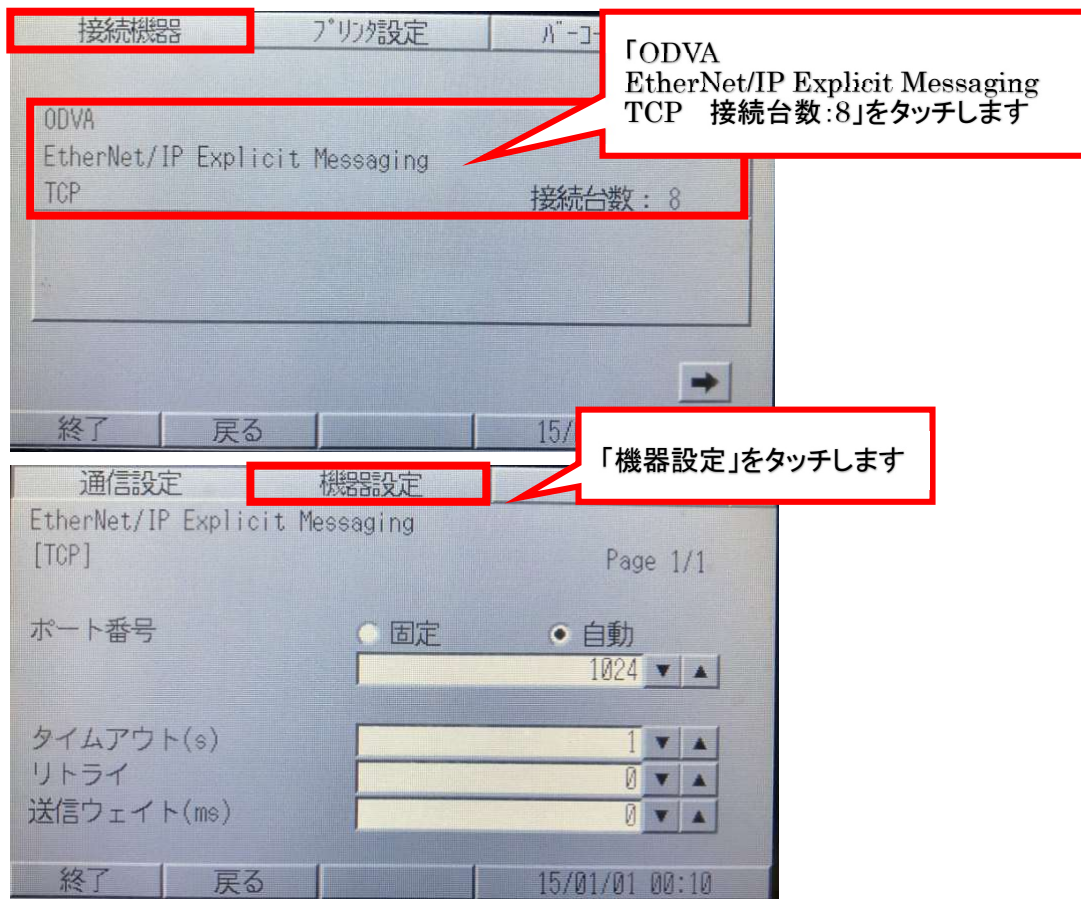 接続機器 プリンタ設定 バーコー
「ODVA
EtherNet/IP Explicit Messaging
TCP 接続台数:8」をタッチします
ODVA
EtherNet/IP Explicit Messaging
TCP 接続台数: 8
終了 戻る 15/
「機器設定」をタッチします
通信設定 機器設定
EtherNet/IP Explicit Messaging
[TCP] Page 1/1
ポート番号 固定 自動
1024 ▼ ▲
タイムアウト(s) 1 ▼ ▲
リトライ 0 ▼ ▲
送信ウェイト(ms) 0 ▼ ▲
終了 戻る 15/01/01 00:10